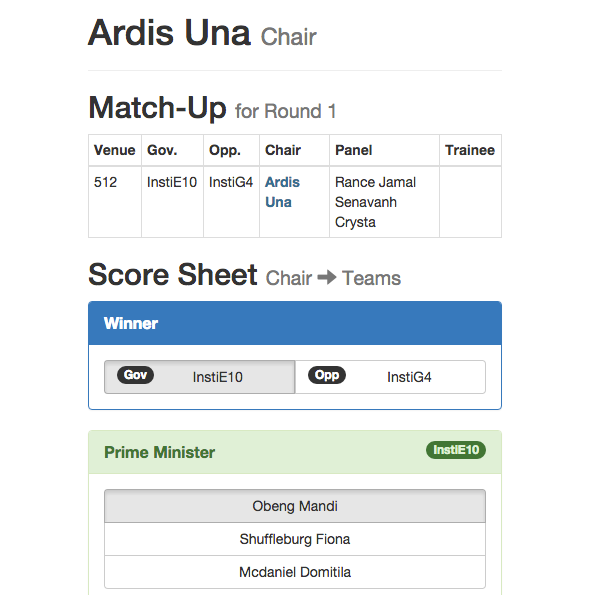 Ardis Una Chair
Match-Up for Round 1
Venue Gov. Opp. Chair Panel Trainee
512 InstiE10 InstiG4 Ardis Rance Jamal
Una Senavanh
Crysta
Score Sheet Chair ➔ Teams
Winner
Gov InstiE10 Opp InstiG4
Prime Minister InstiE10
Obeng Mandi
Shuffleburg Fiona
Mcdaniel Domitila